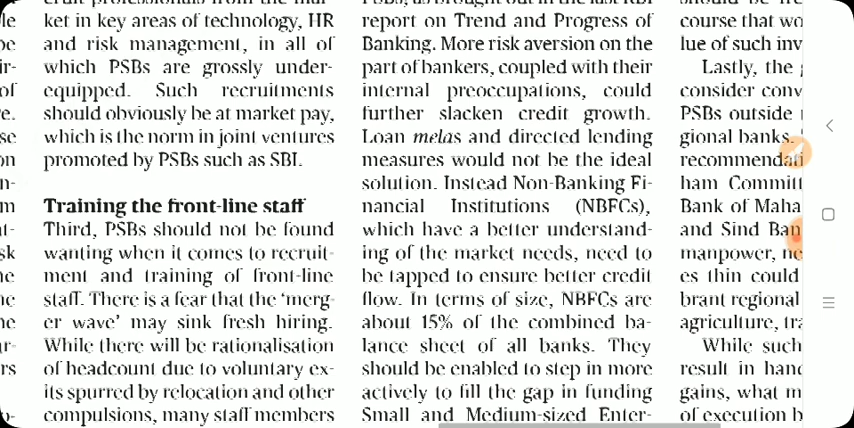 ket in key areas of technology, HR
and risk management, in all of
which PSBs are grossly under-
equipped. Such recruitments
should obviously be at market pay,
which is the norm in joint ventures
promoted by PSBs such as SBI.
Training the front-line staff
Third, PSBs should not be found
wanting when it comes to recruit-
ment and training of front-line
staff. There is a fear that the ‘merg-
er wave’ may sink fresh hiring.
While there will be rationalisation
of headcount due to voluntary ex-
its spurred by relocation and other
compulsions, many staff members
report on Trend and Progress of
Banking. More risk aversion on the
part of bankers, coupled with their
internal preoccupations, could
further slacken credit growth.
Loan melas and directed lending
measures would not be the ideal
solution. Instead Non-Banking Fi-
nancial Institutions (NBFCs),
which have a better understand-
ing of the market needs, need to
be tapped to ensure better credit
flow. In terms of size, NBFCs are
about 15% of the combined ba-
lance sheet of all banks. They
should be enabled to step in more
actively to fill the gap in funding
Small and Medium-sized Enter-
course that wo
lue of such inv
Lastly, the
consider conv
PSBs outside
gional banks.
recommendati
ham Committ
Bank of Maha
and Sind Ban
manpower, ne
es thin could
brant regional
agriculture, tra
While such
result in hand
gains, what m
of execution b